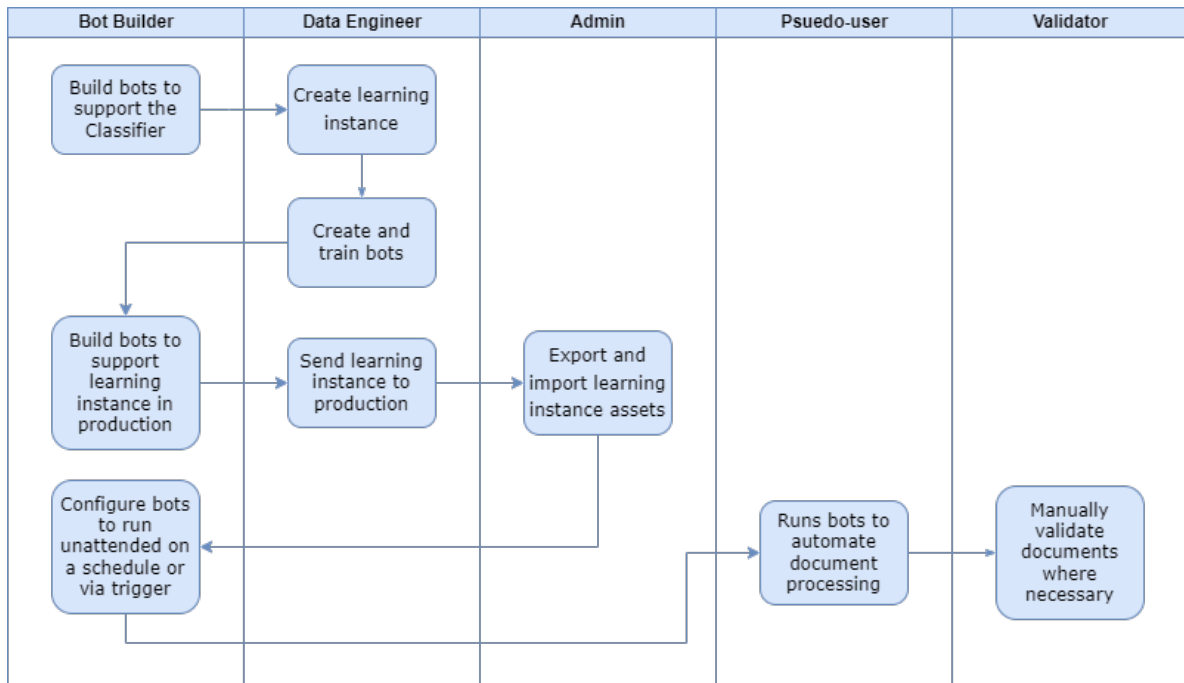 Bot Builder
Data Engineer
Admin
Psuedo-user
Validator
Build bots to
support the
Classifier
Create learning
instance
Create and
train bots
Build bots to
support
learning
instance in
production
Send learning
instance to
production
Export and
import learning
instance assets
Configure bots
to run
unattended on
a schedule or
via trigger
Runs bots to
automate
document
processing
Manually
validate
documents
where
necessary